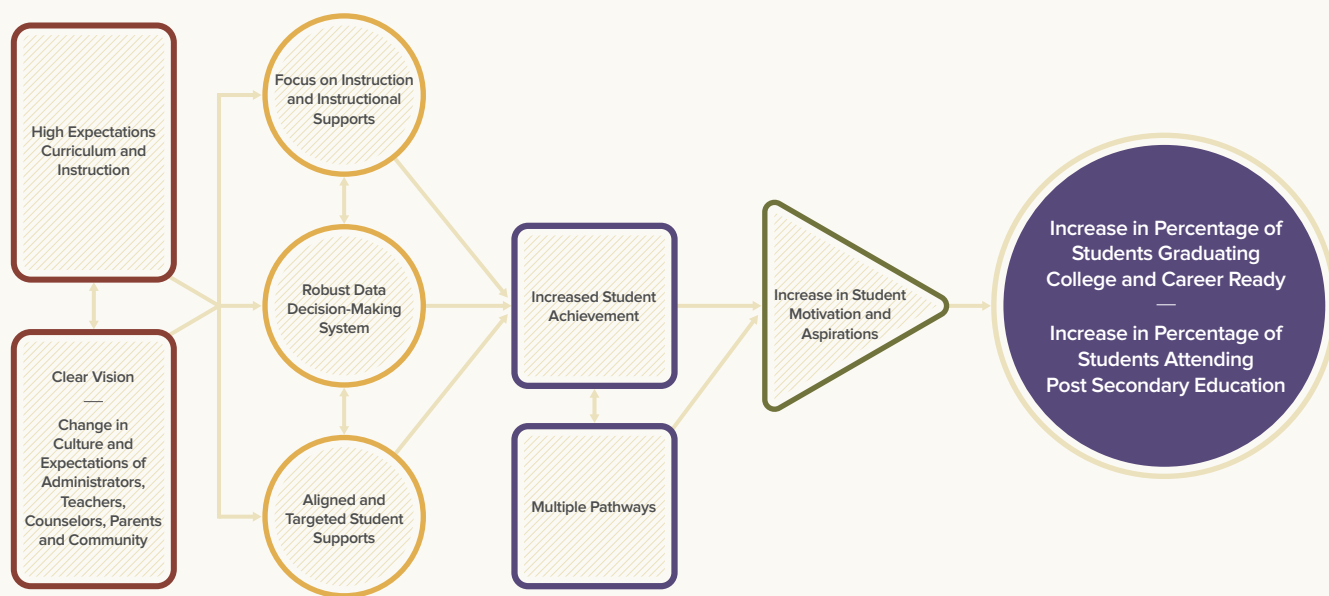 High Expectations
Curriculum and
Instruction
Clear Vision
—
Change in
Culture and
Expectations of
Administrators,
Teachers,
Counselors, Parents
and Community
Focus on Instruction
and Instructional
Supports
Robust Data
Decision-Making
System
Aligned and
Targeted Student
Supports
Increased Student
Achievement
Multiple Pathways
Increase in Student
Motivation and
Aspirations
Increase in Percentage of
Students Graduating
College and Career Ready
—
Increase in Percentage of
Students Attending
Post Secondary Education